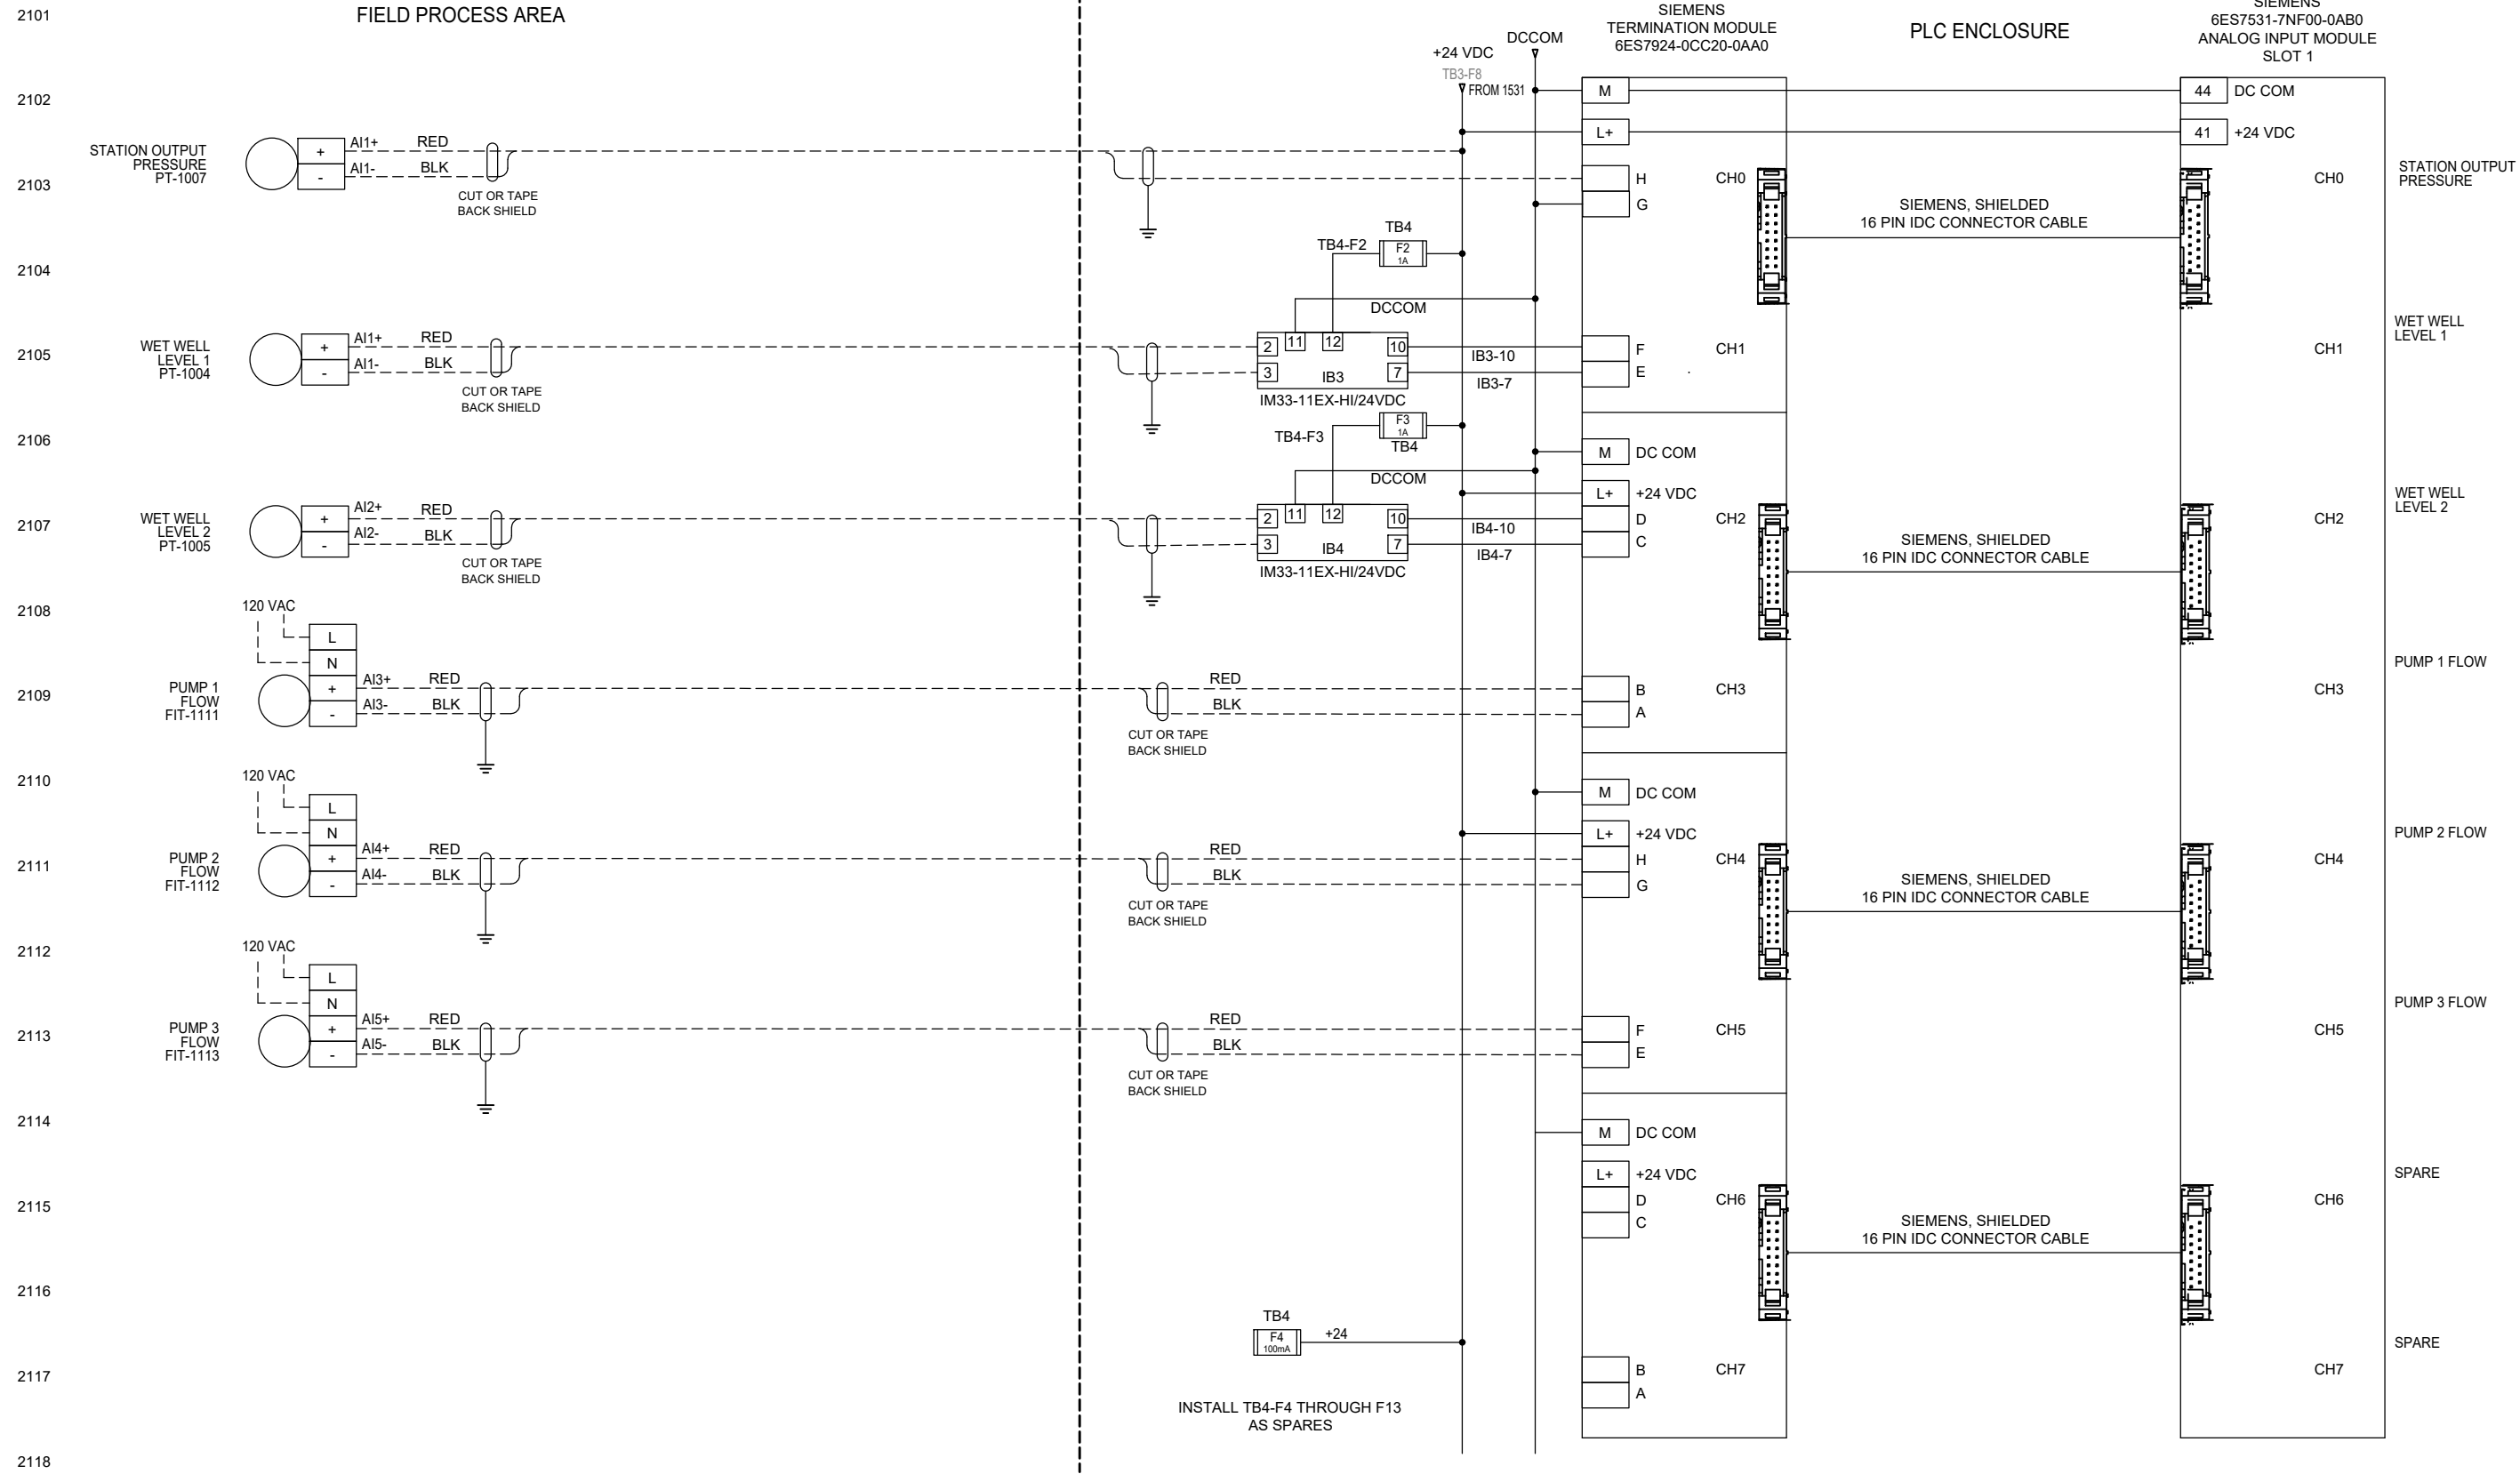 2101
FIELD PROCESS AREA
SIEMENS
TERMINATION MODULE
6ES7924-0CC20-0AA0
PLC ENCLOSURE
SIEMENS
6ES7531-7NF00-0AB0
ANALOG INPUT MODULE
SLOT 1
+24 VDC
DCCOM
TB3-F8
FROM 1531
2102
M
44
DC COM
L+
41
+24 VDC
STATION OUTPUT
PRESSURE
PT-1007
+
-
AI1+
RED
AI1-
BLK
CUT OR TAPE
BACK SHIELD
2103
H
G
CH0
SIEMENS, SHIELDED
16 PIN IDC CONNECTOR CABLE
CH0
STATION OUTPUT
PRESSURE
2104
TB4
TB4-F2
F2
1A
DCCOM
2105
WET WELL
LEVEL 1
PT-1004
+
-
AI1+
RED
AI1-
BLK
CUT OR TAPE
BACK SHIELD
2
3
11
12
10
7
IB3
IM33-11EX-HI/24VDC
IB3-10
IB3-7
F
E
CH1
CH1
WET WELL
LEVEL 1
2106
TB4-F3
F3
1A
TB4
DCCOM
M
DC COM
L+
+24 VDC
2107
WET WELL
LEVEL 2
PT-1005
+
-
AI2+
RED
AI2-
BLK
CUT OR TAPE
BACK SHIELD
2
3
11
12
10
7
IB4
IM33-11EX-HI/24VDC
IB4-10
IB4-7
D
C
CH2
SIEMENS, SHIELDED
16 PIN IDC CONNECTOR CABLE
CH2
WET WELL
LEVEL 2
2108
120 VAC
L
N
2109
PUMP 1
FLOW
FIT-1111
+
-
AI3+
RED
AI3-
BLK
RED
BLK
CUT OR TAPE
BACK SHIELD
B
A
CH3
CH3
PUMP 1 FLOW
2110
120 VAC
L
N
M
DC COM
L+
+24 VDC
2111
PUMP 2
FLOW
FIT-1112
+
-
AI4+
RED
AI4-
BLK
RED
BLK
CUT OR TAPE
BACK SHIELD
H
G
CH4
SIEMENS, SHIELDED
16 PIN IDC CONNECTOR CABLE
CH4
PUMP 2 FLOW
2112
120 VAC
L
N
2113
PUMP 3
FLOW
FIT-1113
+
-
AI5+
RED
AI5-
BLK
RED
BLK
CUT OR TAPE
BACK SHIELD
F
E
CH5
CH5
PUMP 3 FLOW
2114
M
DC COM
L+
+24 VDC
2115
D
C
CH6
SIEMENS, SHIELDED
16 PIN IDC CONNECTOR CABLE
CH6
SPARE
2116
TB4
F4
100mA
+24
2117
B
A
CH7
CH7
SPARE
INSTALL TB4-F4 THROUGH F13
AS SPARES
2118